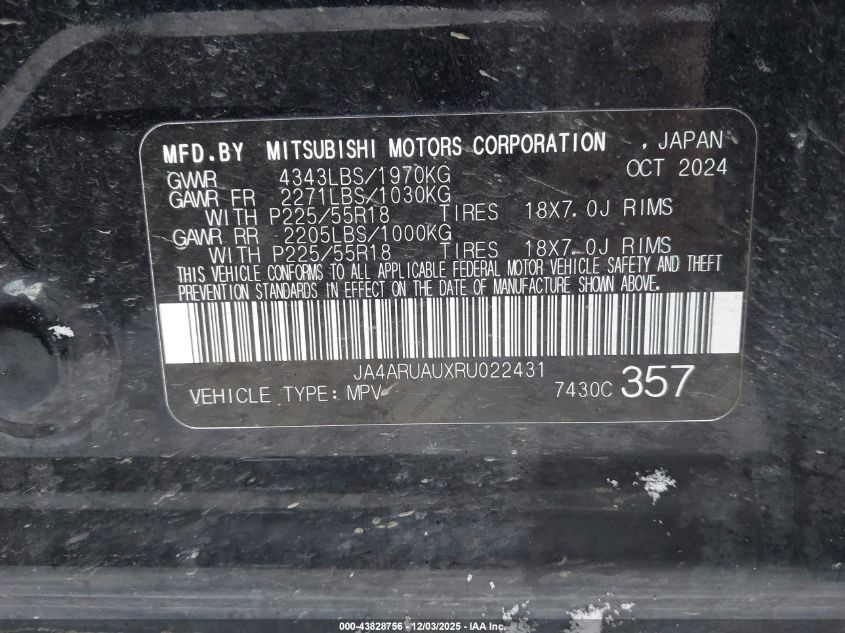 MFD.BY MITSUBISHI MOTORS CORPORATION , JAPAN
GVWR 4343LBS/1970KG OCT 2024
GAWR FR 2271LBS/1030KG
WITH P225/55R18 TIRES 18X7.0J RIMS
GAWR RR 2205LBS/1000KG
WITH P225/55R18 TIRES 18X7.0J RIMS
THIS VEHICLE CONFORMS TO ALL APPLICABLE FEDERAL MOTOR VEHICLE SAFETY AND THEFT
PREVENTION STANDARDS IN EFFECT ON THE DATE OF MANUFACTURE SHOWN ABOVE.
JA4ARUAUXRU022431
VEHICLE TYPE: MPV 7430C 357
000-43828756 - 12/03/2025 - IAA Inc.